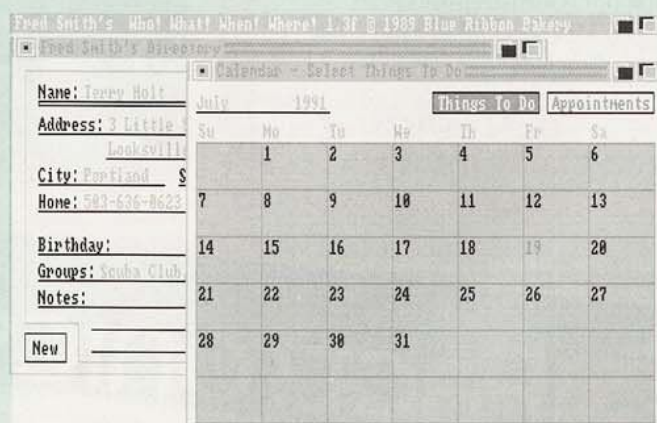 Fred Smith's Who! What! When! Where! 1.3f © 1989 Blue Ribbon Bakery
Fred Smith's Directory
Name: Terry Holt
Address: 3 Little
Looksville
City: Portland S
Home: 503-636-0623
Birthday:
Groups: Scuba Club,
Notes:
New
Calendar - Select Things To Do
July 1991
Things To Do Appointments
Su Mo Tu We Th Fr Sa
1 2 3 4 5 6
7 8 9 10 11 12 13
14 15 16 17 18 19 20
21 22 23 24 25 26 27
28 29 30 31